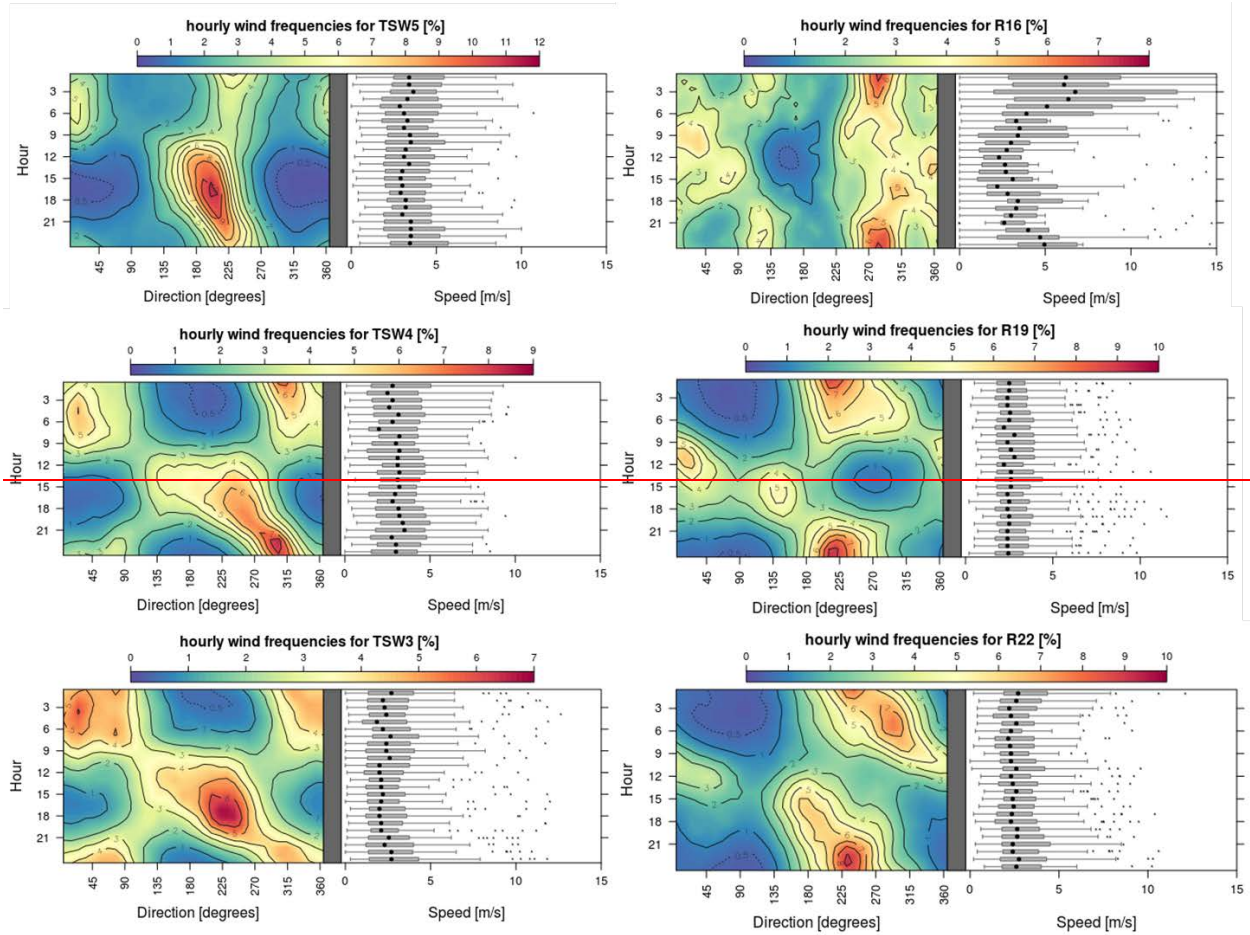 hourly wind frequencies for TSW5 [%]
0 1 2 3 4 5 6 7 8 9 10 11 12
Hour
3
6
9
12
15
18
21
45 90 135 180 225 270 315 360
0 5 10 15
Direction [degrees] Speed [m/s]
hourly wind frequencies for R16 [%]
0 1 2 3 4 5 6 7 8
Hour
3
6
9
12
15
18
21
45 90 135 180 225 270 315 360
0 5 10 15
Direction [degrees] Speed [m/s]
hourly wind frequencies for TSW4 [%]
0 1 2 3 4 5 6 7 8 9
Hour
3
6
9
12
15
18
21
45 90 135 180 225 270 315 360
0 5 10 15
Direction [degrees] Speed [m/s]
hourly wind frequencies for R19 [%]
0 1 2 3 4 5 6 7 8 9 10
Hour
3
6
9
12
15
18
21
45 90 135 180 225 270 315 360
0 5 10 15
Direction [degrees] Speed [m/s]
hourly wind frequencies for TSW3 [%]
0 1 2 3 4 5 6 7
Hour
3
6
9
12
15
18
21
45 90 135 180 225 270 315 360
0 5 10 15
Direction [degrees] Speed [m/s]
hourly wind frequencies for R22 [%]
0 1 2 3 4 5 6 7 8 9 10
Hour
3
6
9
12
15
18
21
45 90 135 180 225 270 315 360
0 5 10 15
Direction [degrees] Speed [m/s]